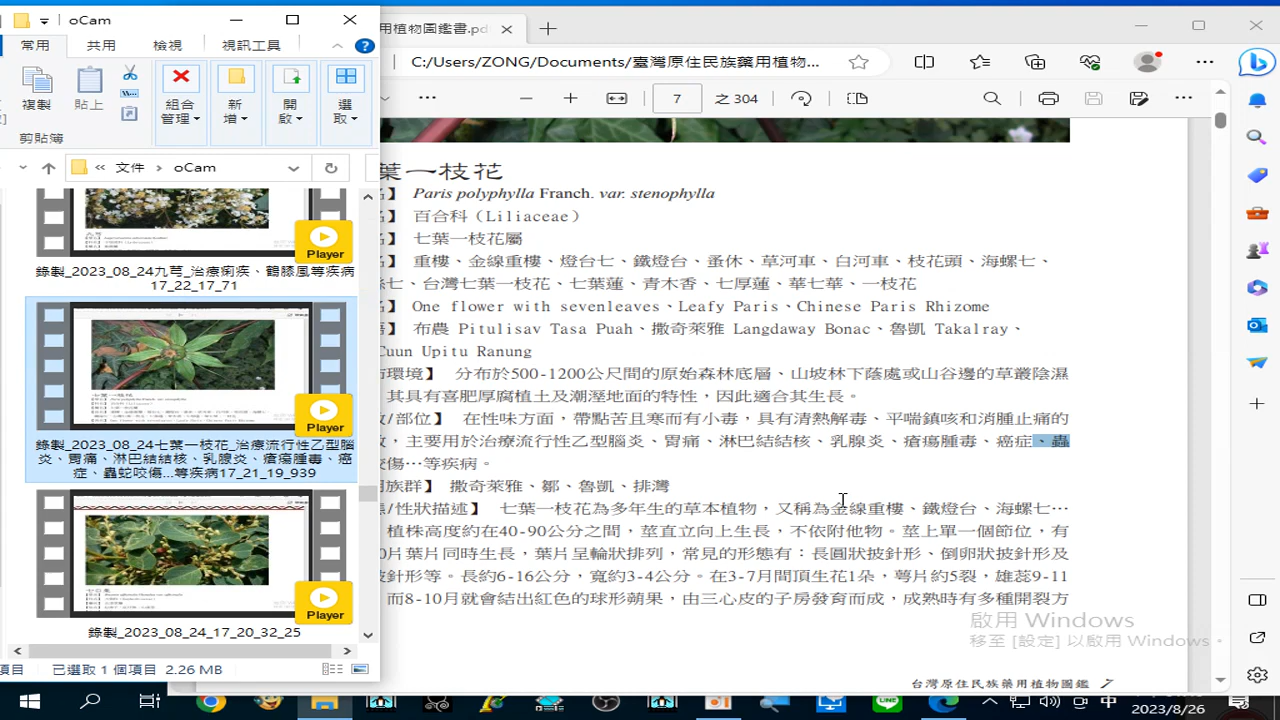 oCam
常用 共用 檢視 視訊工具
複製 貼上 組合管理 新增 開啟 選取
剪貼簿
« 文件 > oCam
Player
錄製_2023_08_24九芎_治療痢疾、鶴膝風等疾病
17_22_17_71
Player
錄製_2023_08_24七葉一枝花_治療流行性乙型腦
炎、胃痛、淋巴結結核、乳腺炎、瘡瘍腫毒、癌
症、蟲蛇咬傷...等疾病17_21_19_939
Player
錄製_2023_08_24_17_20_32_25
項目 已選取 1 個項目 2.26 MB
用植物圖鑑書.pd
C:/Users/ZONG/Documents/臺灣原住民族藥用植物...
7 之 304
葉一枝花
名】 Paris polyphylla Franch. var. stenophylla
名】 百合科（Liliaceae）
名】 七葉一枝花屬
名】 重樓、金線重樓、燈台七、鐵燈台、蚤休、草河車、白河車、枝花頭、海螺七、
絲七、台灣七葉一枝花、七葉蓮、青木香、七厚蓮、華七華、一枝花
名】 One flower with sevenleaves、Leafy Paris、Chinese Paris Rhizome
語】 布農 Pitulisav Tasa Puah、撒奇萊雅 Langdaway Bonac、魯凱 Takalray、
Cuun Upitu Ranung
布環境】 分布於500-1200公尺間的原始森林底層、山坡林下蔭處或山谷邊的草叢陰濕
其具有喜肥厚腐植土及潮溼地面的特性，因此適合其生長。
效/部位】 在性味方面，帶點苦且寒而有小毒，具有清熱解毒、平喘鎮咳和消腫止痛的
效，主要用於治療流行性乙型腦炎、胃痛、淋巴結結核、乳腺炎、瘡瘍腫毒、癌症、蟲
咬傷…等疾病。
用族群】 撒奇萊雅、鄒、魯凱、排灣
態/性狀描述】 七葉一枝花為多年生的草本植物，又稱為金線重樓、鐵燈台、海螺七…
植株高度約在40-90公分之間，莖直立向上生長，不依附他物。莖上單一個節位，有
0片葉片同時生長，葉片呈輪狀排列，常見的形態有：長圓狀披針形、倒卵狀披針形及
披針形等。長約6-16公分，寬約3-4公分。在3-7月間頂生花1朵，萼片約5裂，雄蕊9-11
而8-10月就會結出紅色的球形蒴果，由三心皮的子房發育而成，成熟時有多種開裂方
啟用 Windows
移至 [設定] 以啟用 Windows。
台灣原住民族藥用植物圖鑑 7
LINE 中
2023/8/26